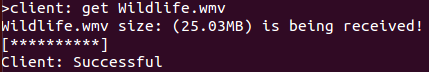 >client: get Wildlife.wmv
Wildlife.wmv size: (25.03MB) is being received!
[**********]
Client: Successful